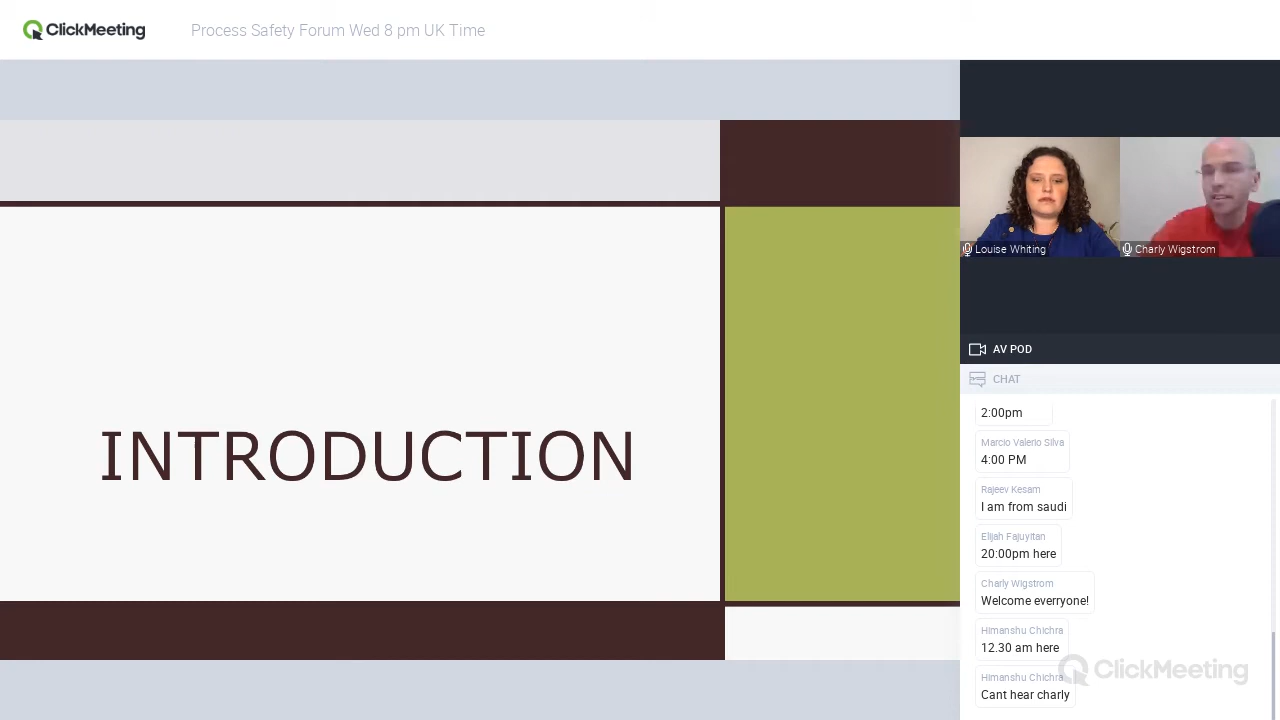 ClickMeeting
Process Safety Forum Wed 8 pm UK Time
INTRODUCTION
Louise Whiting
Charly Wigstrom
AV POD
CHAT
2:00pm
Marcio Valerio Silva
4:00 PM
Rajeev Kesam
I am from saudi
Elijah Fajuyitan
20:00pm here
Charly Wigstrom
Welcome everryone!
Himanshu Chichra
12.30 am here
Himanshu Chichra
Cant hear charly
ClickMeeting